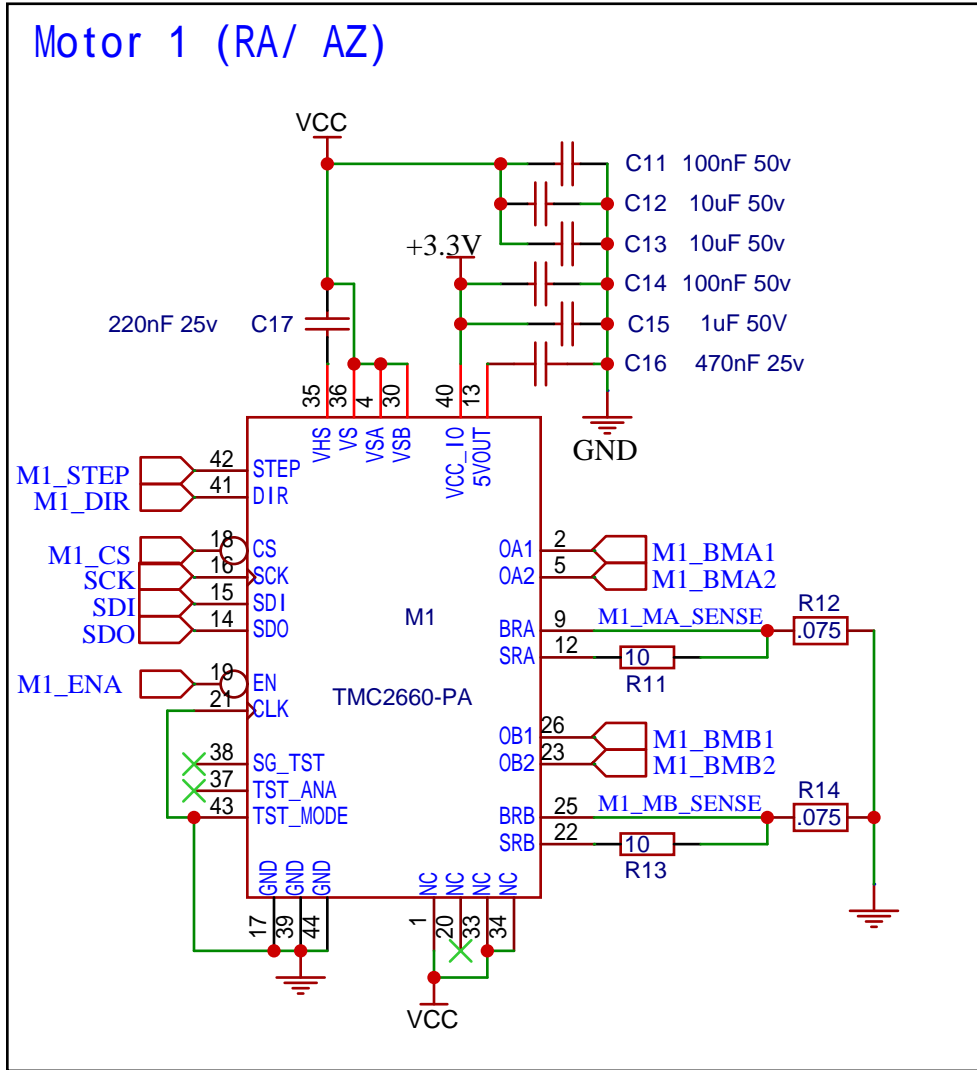 Motor 1 (RA/ AZ)
VCC
C11 100nF 50v
C12 10uF 50v
C13 10uF 50v
+3.3V
C14 100nF 50v
220nF 25v C17
C15 1uF 50V
C16 470nF 25v
35 36 4 30 40 13
VHS VS VSA VSB VCC_IO 5VOUT
GND
M1_STEP 42 STEP
M1_DIR 41 DIR
M1_CS 18 CS
SCK 16 SCK
SDI 15 SDI
SDO 14 SDO
M1_ENA 19 EN
21 CLK
38 SG_TST
37 TST_ANA
43 TST_MODE
M1
TMC2660-PA
OA1 2 M1_BMA1
OA2 5 M1_BMA2
BRA 9 M1_MA_SENSE R12 .075
SRA 12 10 R11
OB1 26 M1_BMB1
OB2 23 M1_BMB2
BRB 25 M1_MB_SENSE R14 .075
SRB 22 10 R13
GND GND GND NC NC NC NC
17 39 44 1 20 33 34
VCC